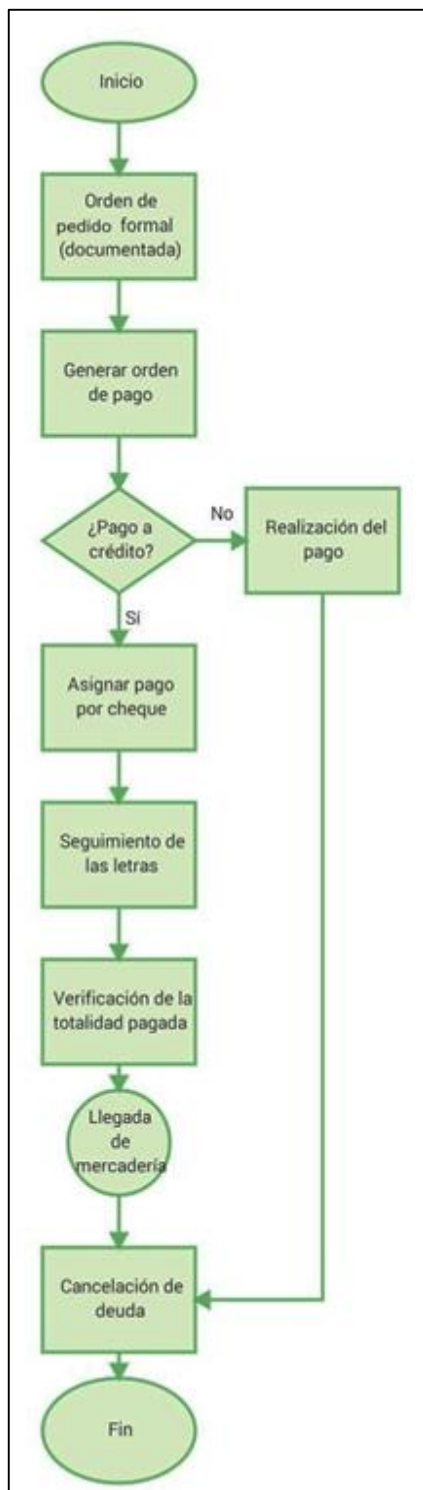 Inicio
Orden de
pedido formal
(documentada)
Generar orden
de pago
¿Pago a
crédito?
No
Realización del
pago
Sí
Asignar pago
por cheque
Seguimiento de
las letras
Verificación de la
totalidad pagada
Llegada
de
mercadería
Cancelación de
deuda
Fin